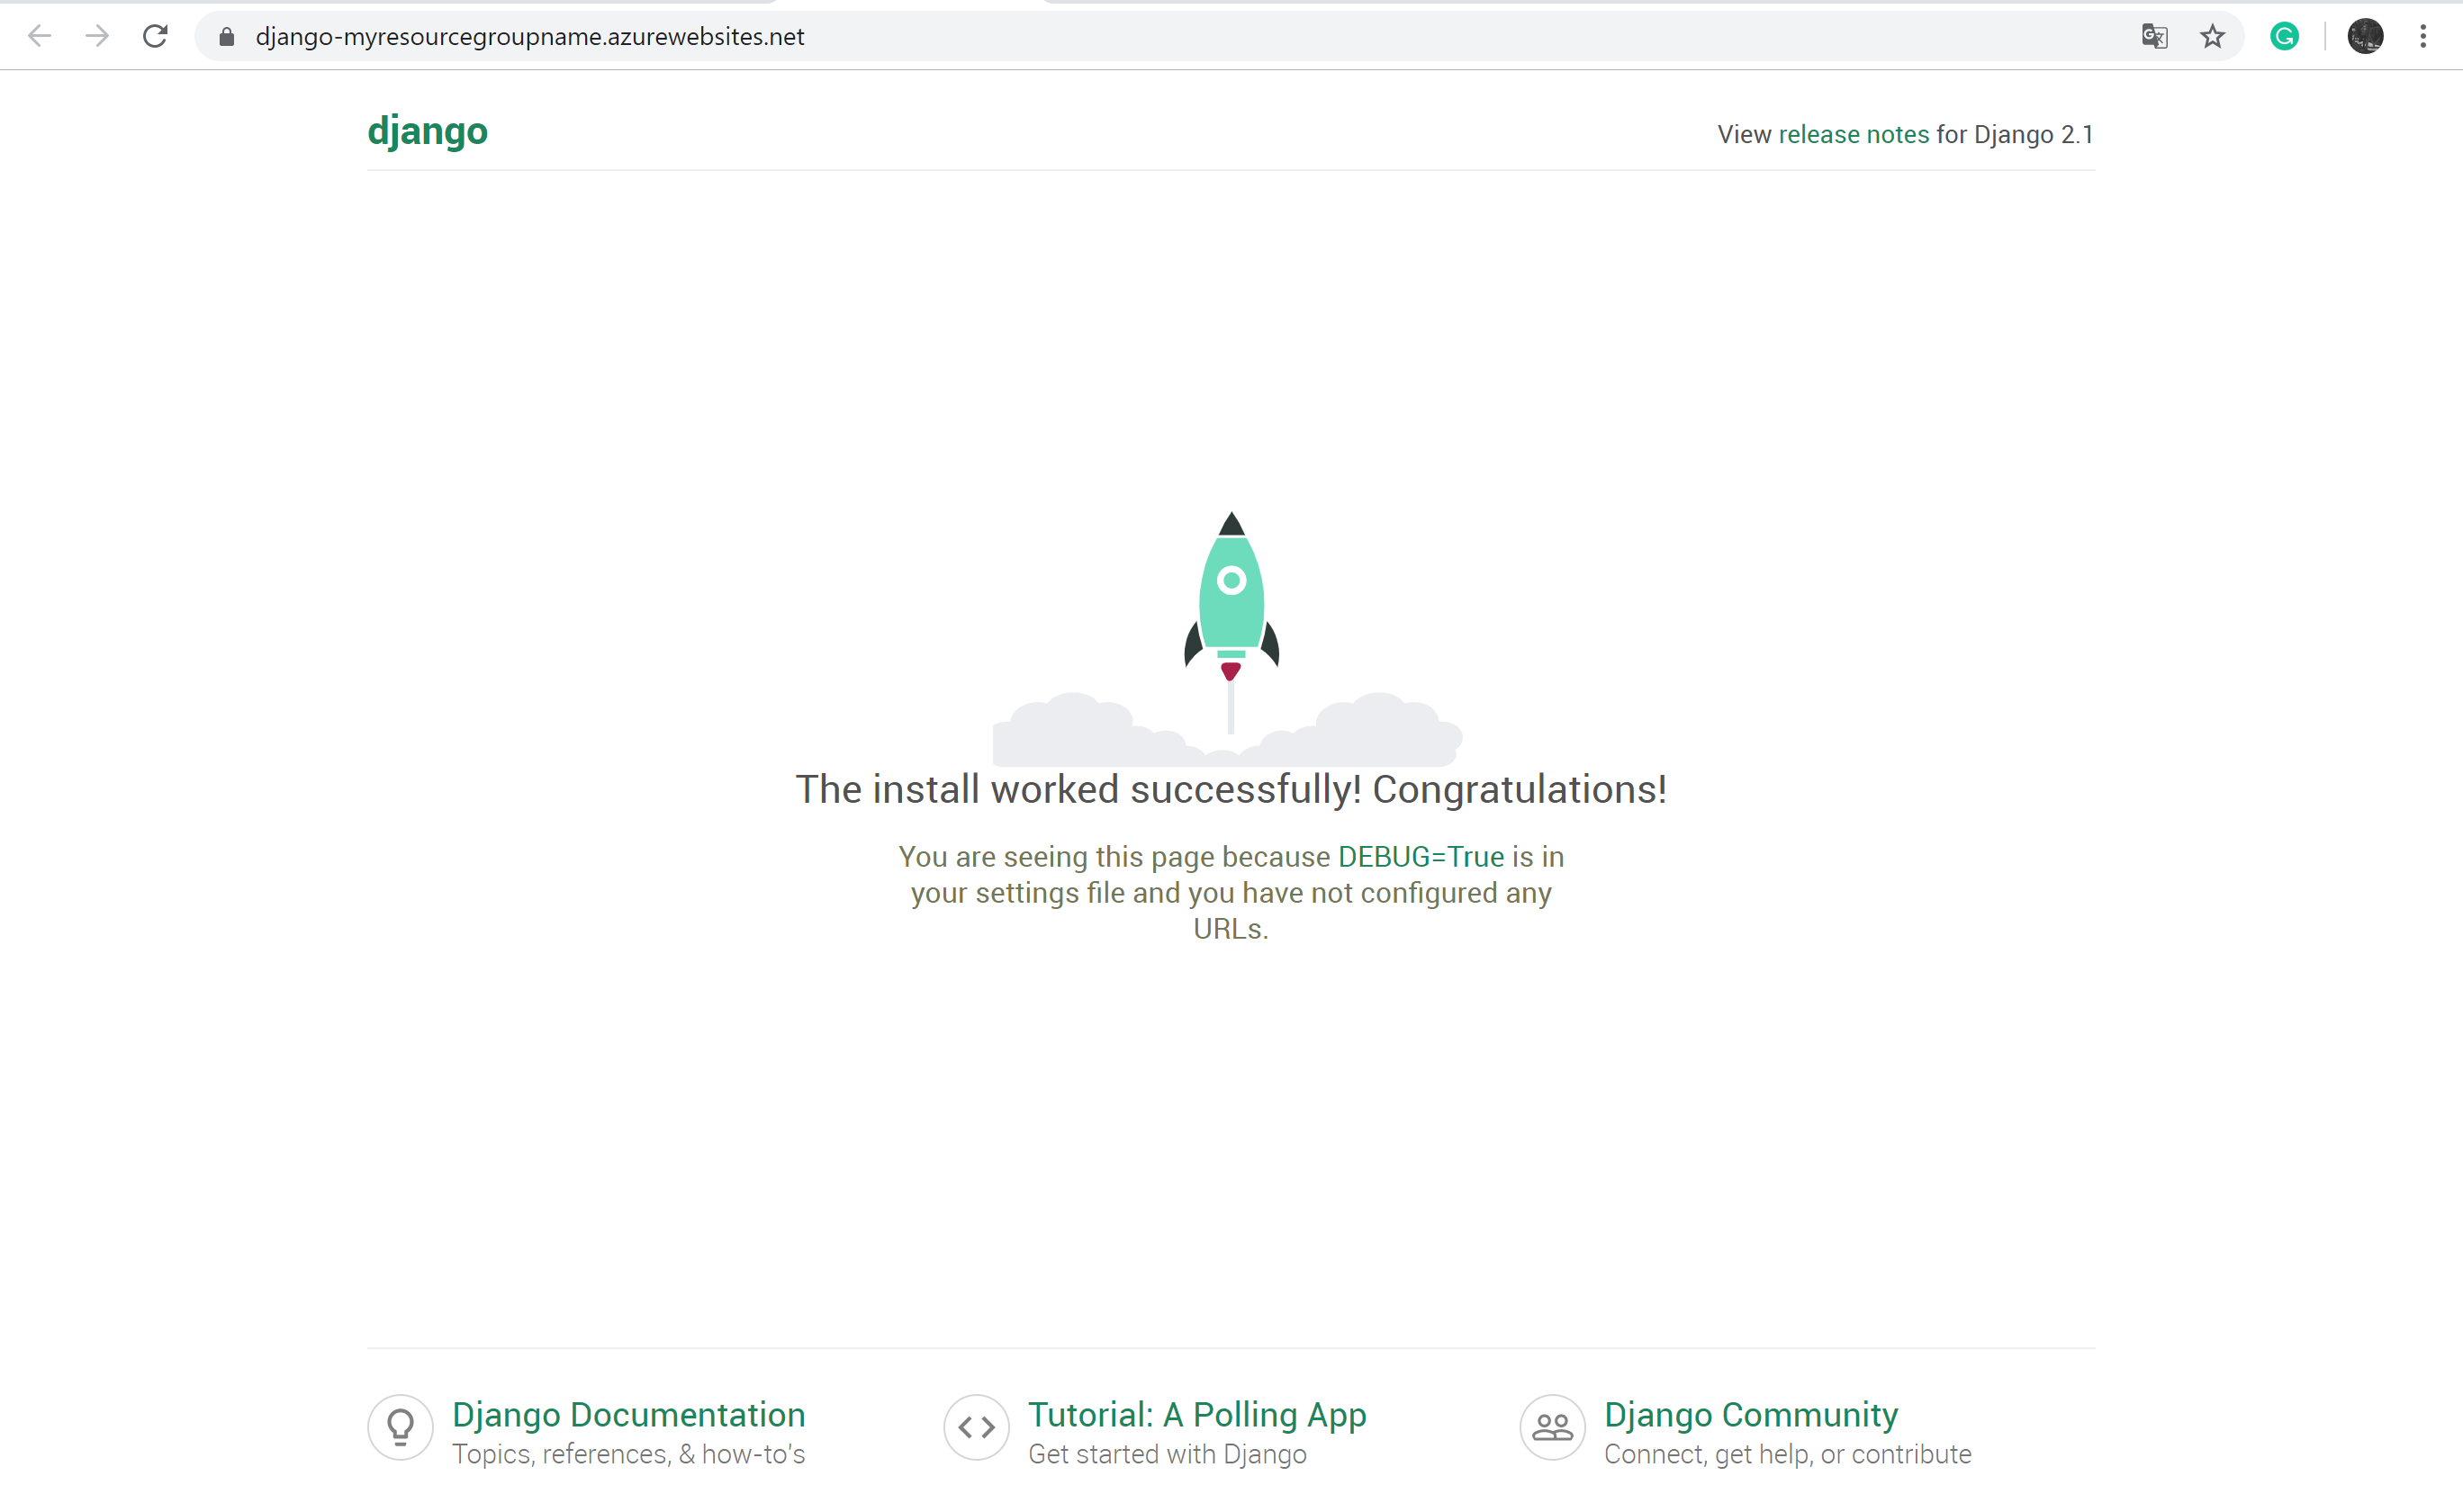 django-myresourcegroupname.azurewebsites.net
django
View release notes for Django 2.1
The install worked successfully! Congratulations!
You are seeing this page because DEBUG=True is in
your settings file and you have not configured any
URLs.
Django Documentation
Topics, references, & how-to's
Tutorial: A Polling App
Get started with Django
Django Community
Connect, get help, or contribute